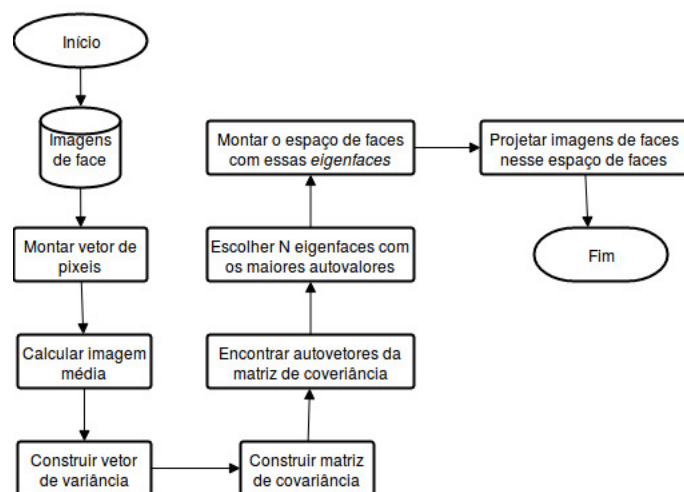 Início
Imagens
de face
Montar vetor de
pixeis
Calcular imagem
média
Construir vetor
de variância
Construir matriz
de covariância
Encontrar autovetores da
matriz de coveriância
Escolher N eigenfaces com
os maiores autovalores
Montar o espaço de faces
com essas eigenfaces
Projetar imagens de faces
nesse espaço de faces
Fim